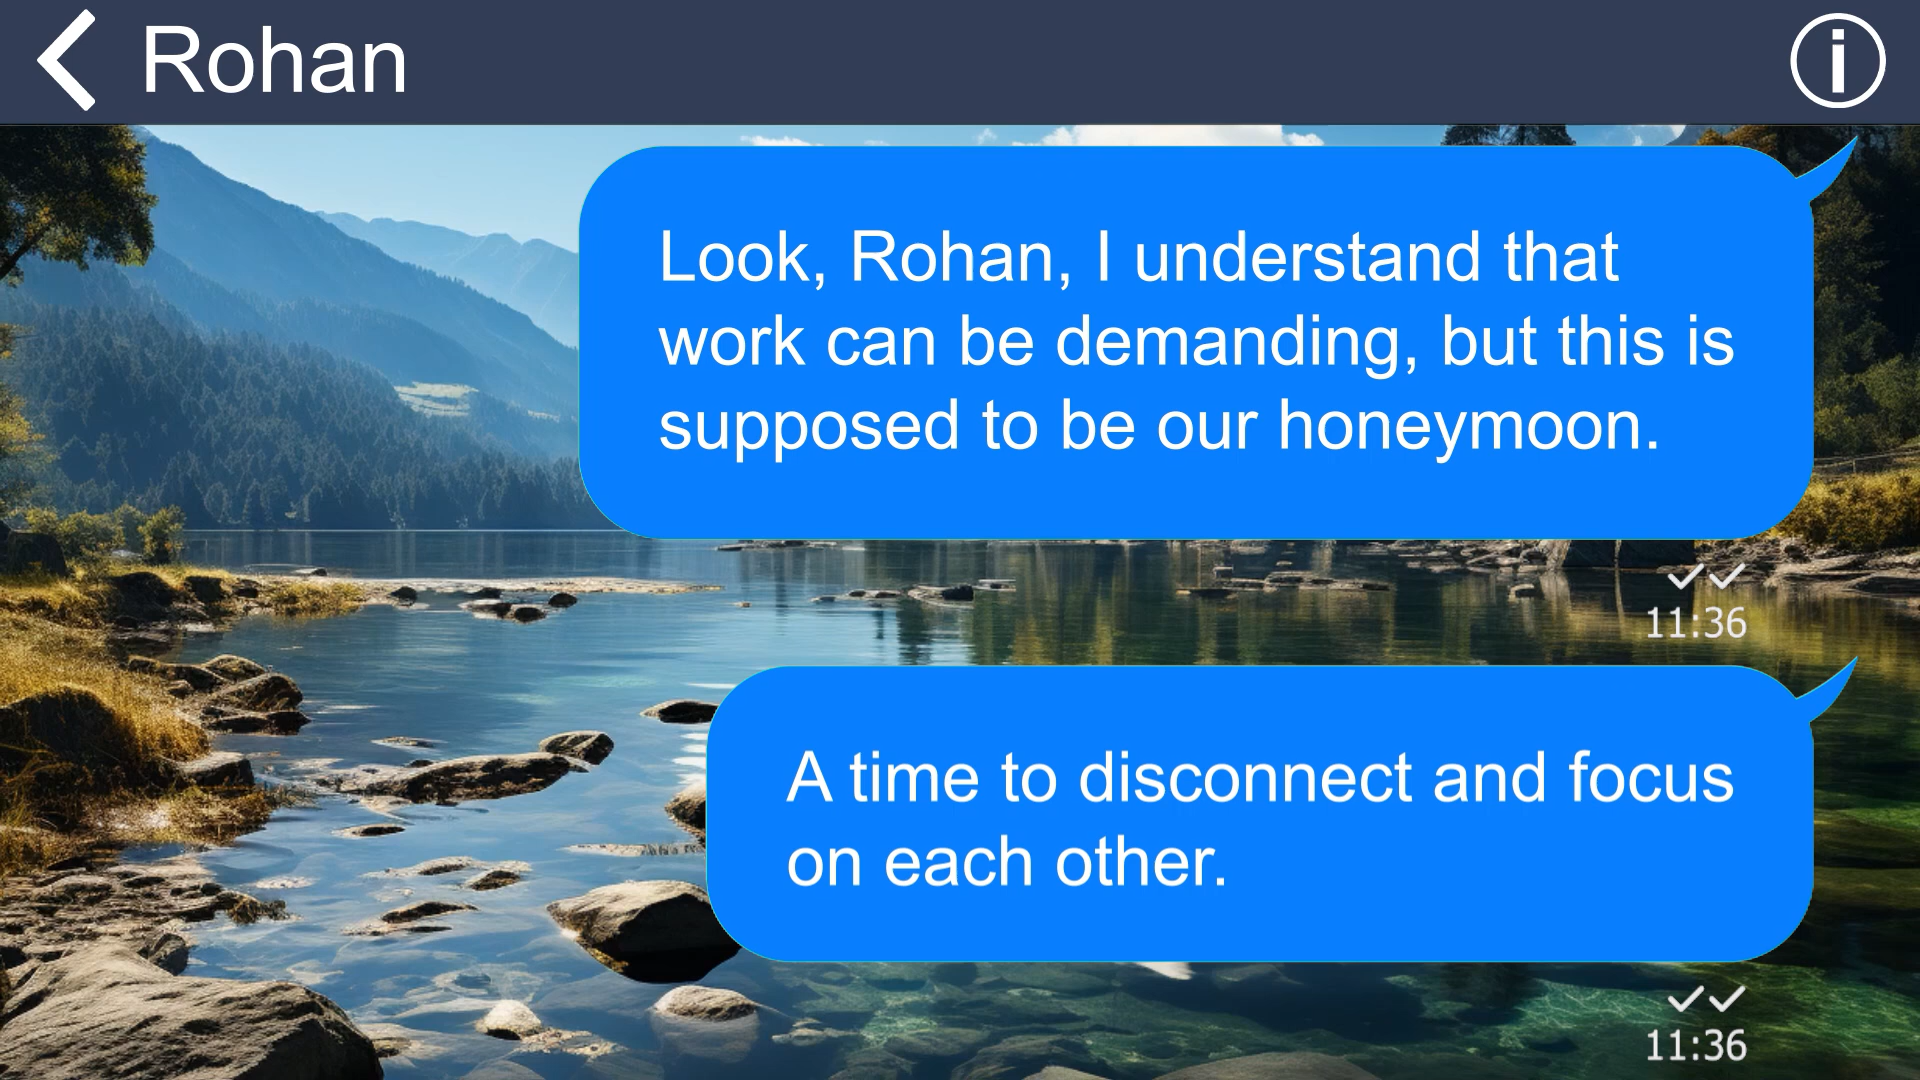 Rohan
Look, Rohan, I understand that
work can be demanding, but this is
supposed to be our honeymoon.
11:36
A time to disconnect and focus
on each other.
11:36